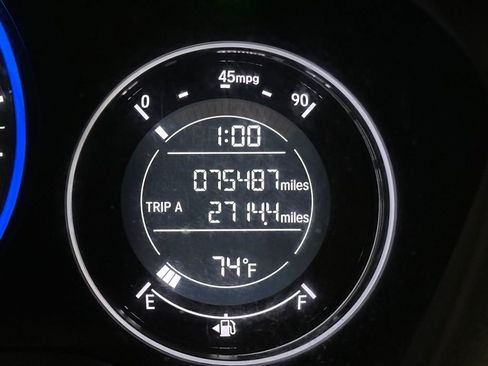 45mpg
0 90
1:00
075487miles
TRIP A 2714.4miles
74°F
E F